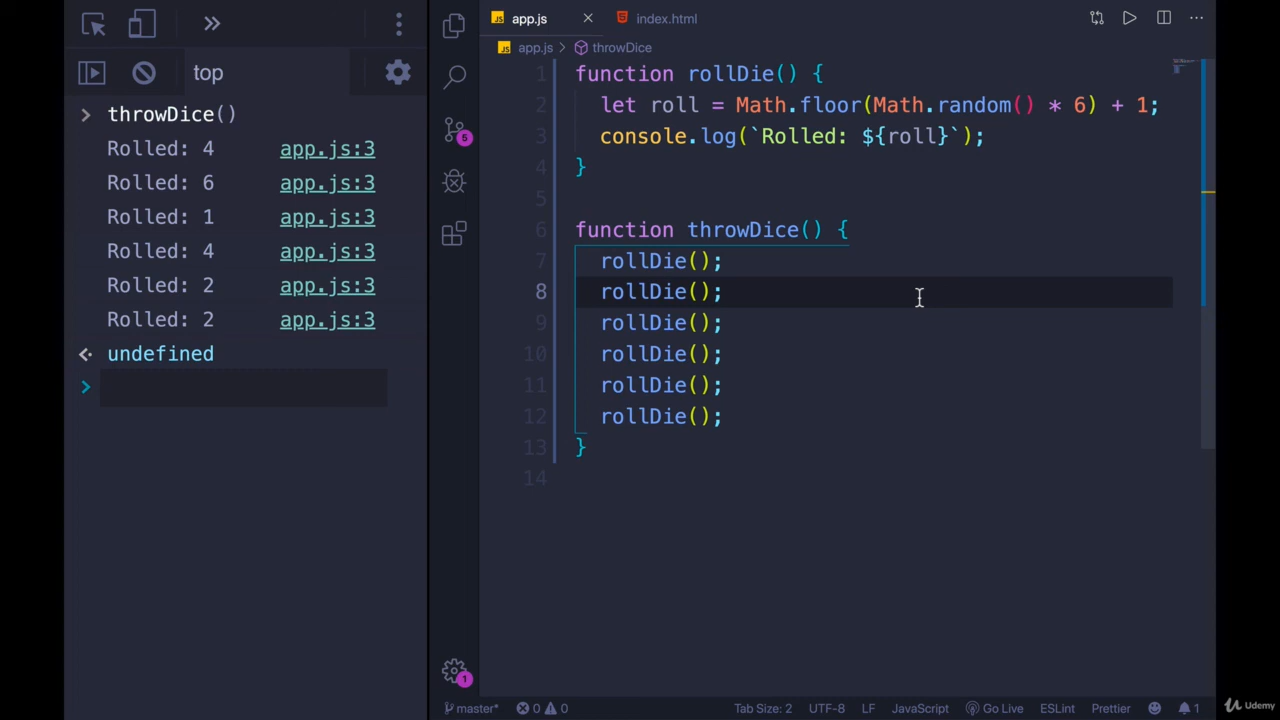 top
throwDice()
Rolled: 4 app.js:3
Rolled: 6 app.js:3
Rolled: 1 app.js:3
Rolled: 4 app.js:3
Rolled: 2 app.js:3
Rolled: 2 app.js:3
undefined
5
1
JS app.js
index.html
JS app.js > throwDice
1 function rollDie() {
2 let roll = Math.floor(Math.random() * 6) + 1;
3 console.log(`Rolled: ${roll}`);
4 }
5
6 function throwDice() {
7 rollDie();
8 rollDie();
9 rollDie();
10 rollDie();
11 rollDie();
12 rollDie();
13 }
14
master* 0 0 Tab Size: 2 UTF-8 LF JavaScript Go Live ESLint Prettier 1
Udemy